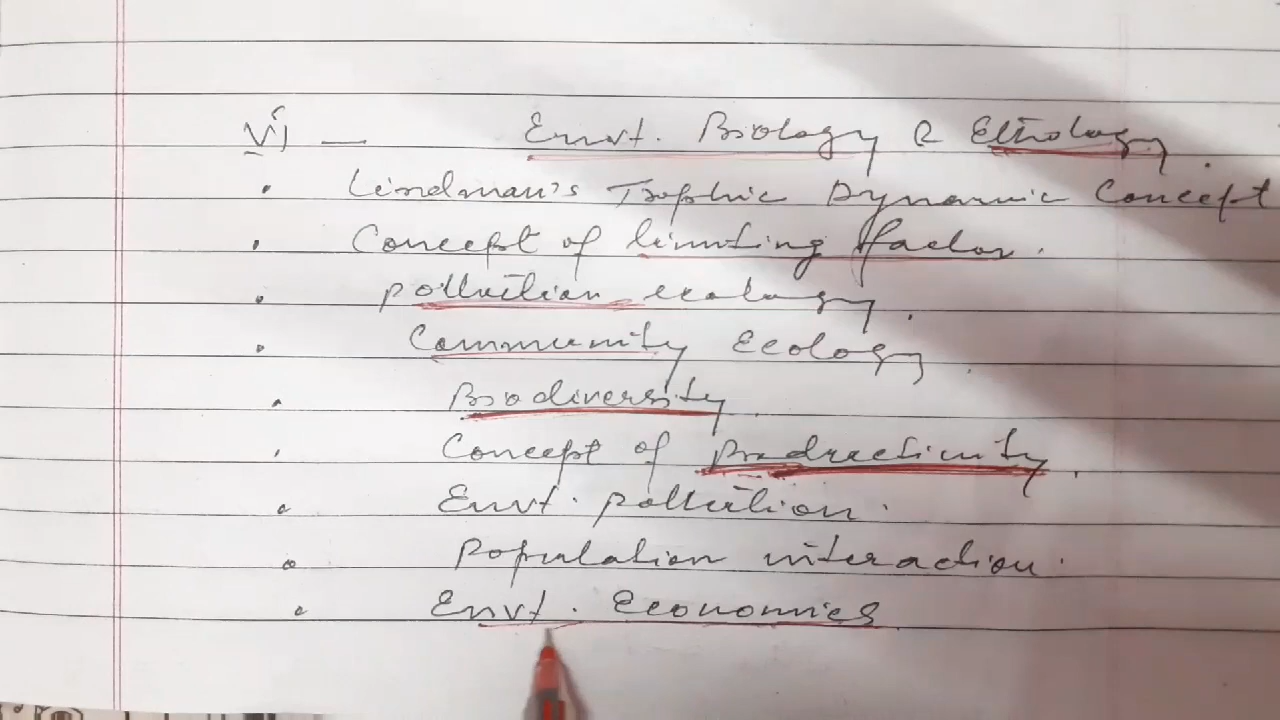 VI — Envt. Biology & Ethology.
• Lindman's Trophic Dynamic Concept
• Concept of limiting factor.
• pollution ecology.
• Community Ecology.
• Biodiversity.
• Concept of Productivity.
• Envt. pollution.
• Population interaction.
• Envt. Economics.